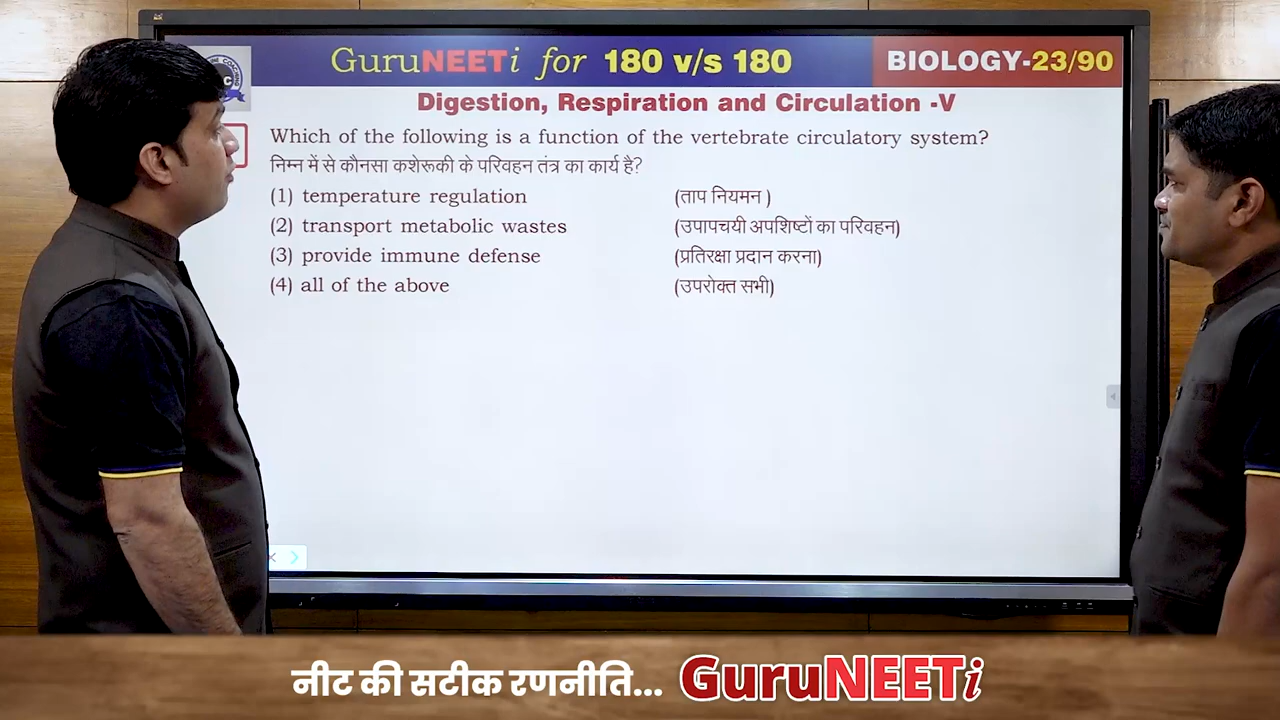 GuruNEETi for 180 v/s 180 BIOLOGY-23/90
Digestion, Respiration and Circulation -V
Which of the following is a function of the vertebrate circulatory system?
निम्न में से कौनसा कशेरूकी के परिवहन तंत्र का कार्य है?
(1) temperature regulation (ताप नियमन )
(2) transport metabolic wastes (उपापचयी अपशिष्टों का परिवहन)
(3) provide immune defense (प्रतिरक्षा प्रदान करना)
(4) all of the above (उपरोक्त सभी)
नीट की सटीक रणनीति... GuruNEETi